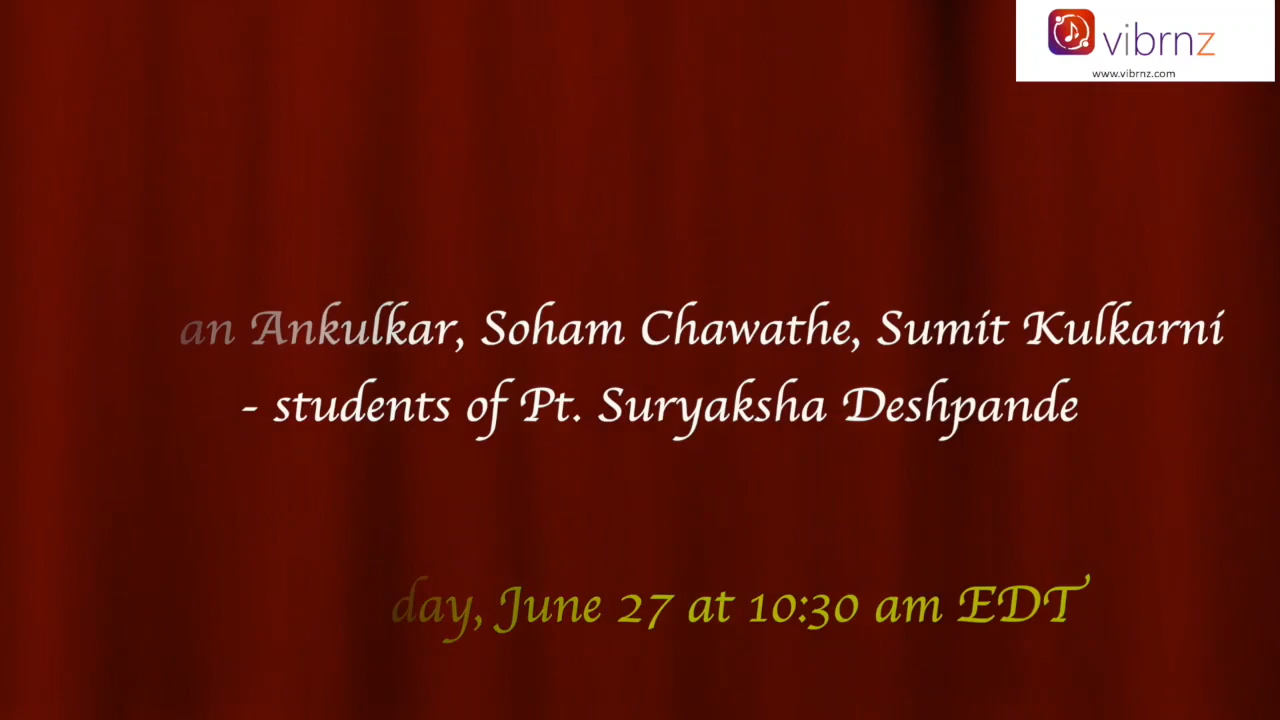 vibrnz
www.vibrnz.com
an Ankulkar, Soham Chawathe, Sumit Kulkarni
- students of Pt. Suryaksha Deshpande
day, June 27 at 10:30 am EDT